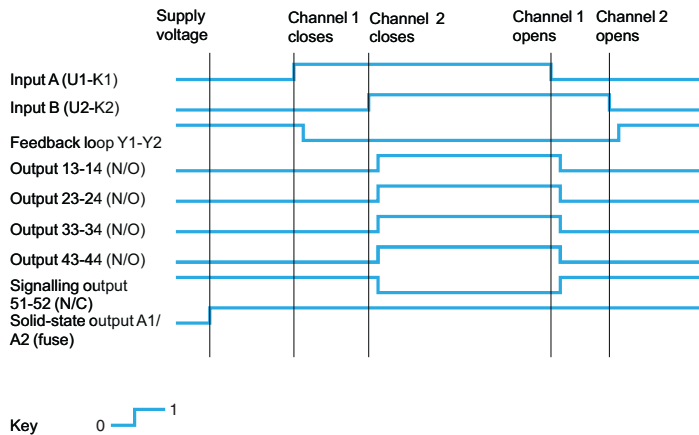 Supply voltage
Channel 1 closes
Channel 2 closes
Channel 1 opens
Channel 2 opens
Input A (U1-K1)
Input B (U2-K2)
Feedback loop Y1-Y2
Output 13-14 (N/O)
Output 23-24 (N/O)
Output 33-34 (N/O)
Output 43-44 (N/O)
Signalling output
51-52 (N/C)
Solid-state output A1/
A2 (fuse)
Key 0 1